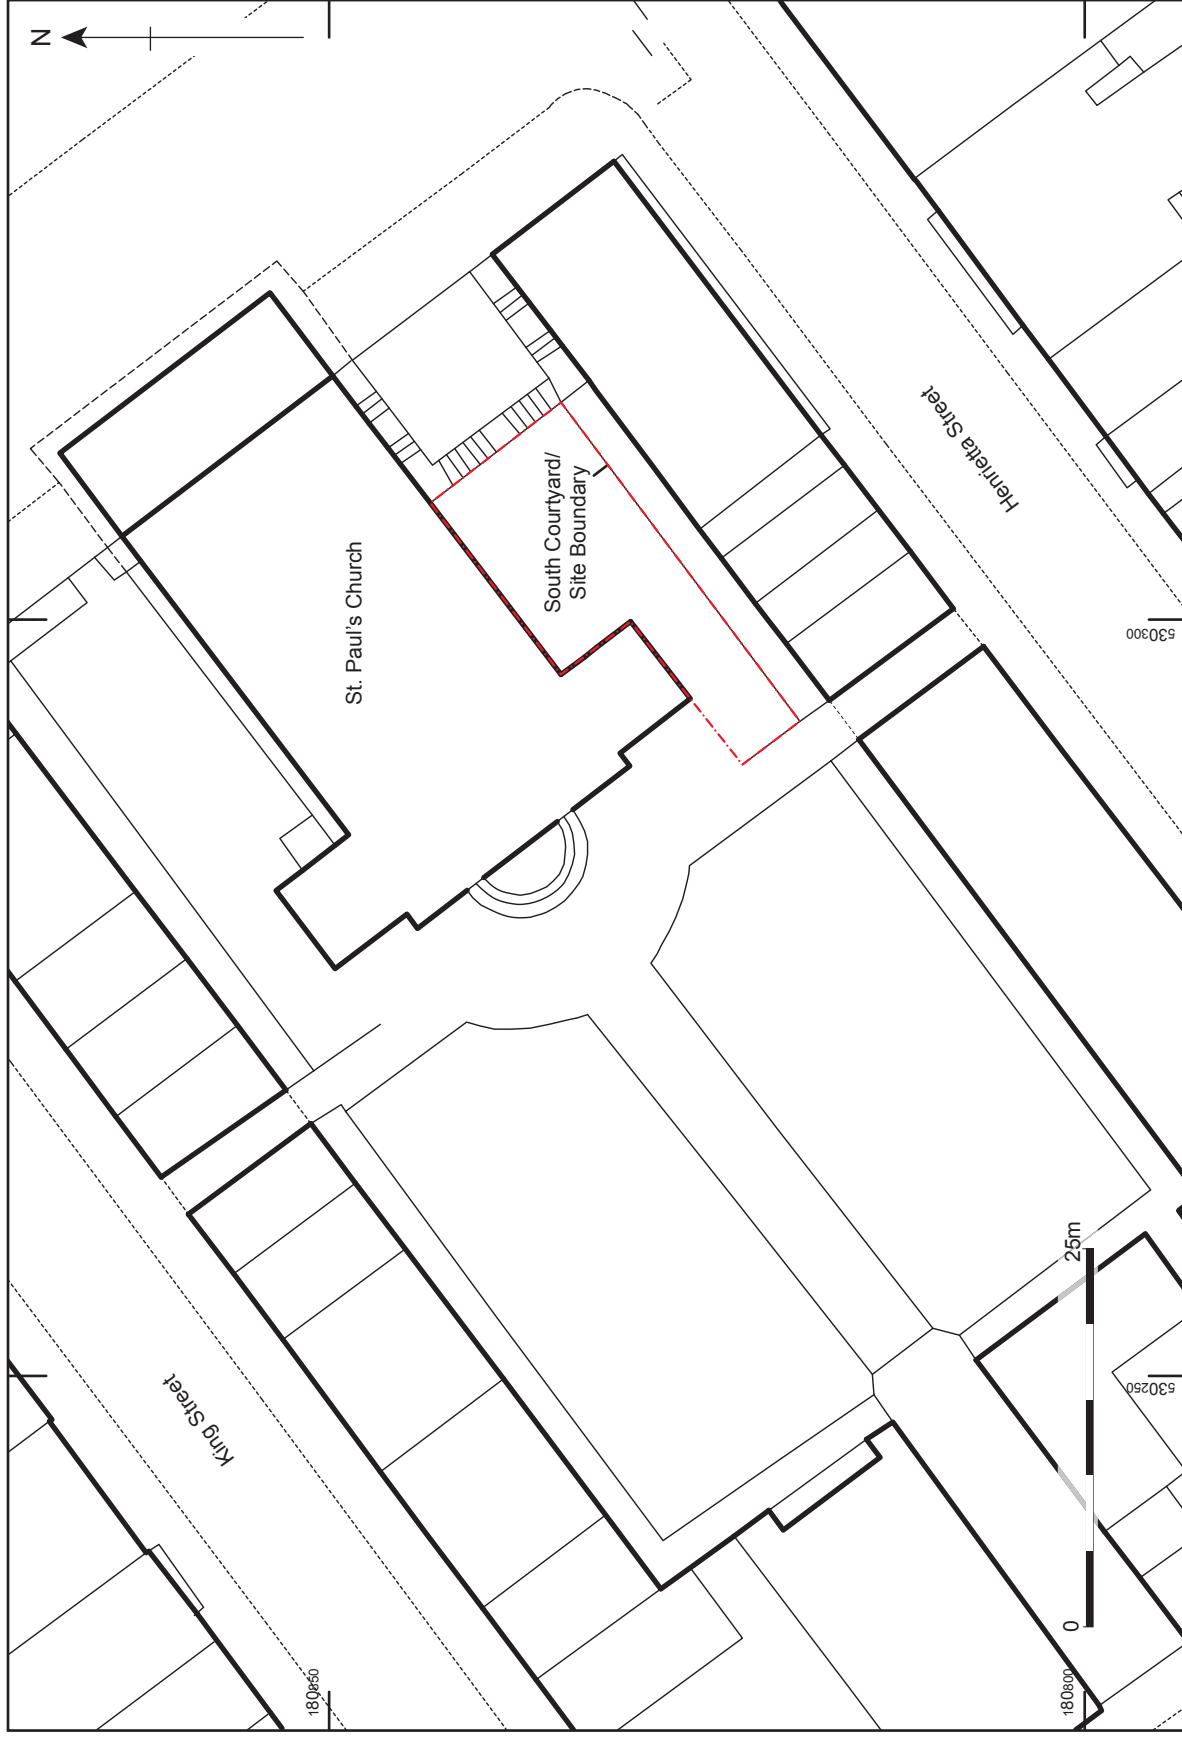 N
King Street
St. Paul's Church
South Courtyard/
Site Boundary
Henrietta Street
180850
180800
530250
530300
0
25m